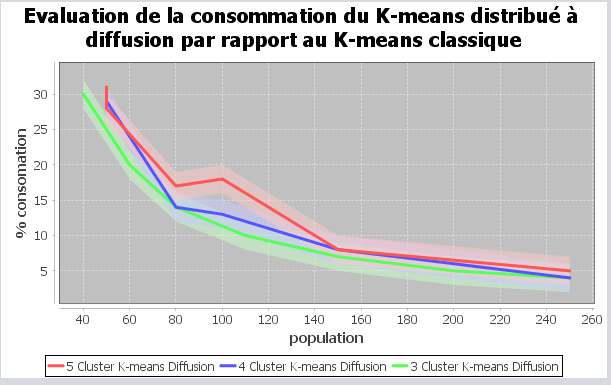 Evaluation de la consommation du K-means distribué à
diffusion par rapport au K-means classique
% consomation
30
25
20
15
10
5
40 60 80 100 120 140 160 180 200 220 240 260
population
5 Cluster K-means Diffusion 4 Cluster K-means Diffusion 3 Cluster K-means Diffusion